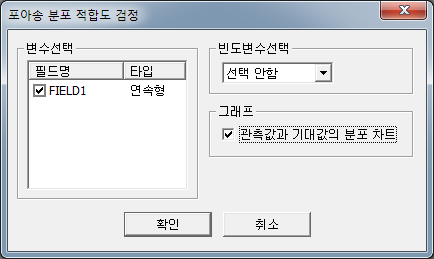 포아송 분포 적합도 검정
변수선택
필드명 타입
FIELD1 연속형
빈도변수선택
선택 안함
그래프
관측값과 기대값의 분포 차트
확인 취소